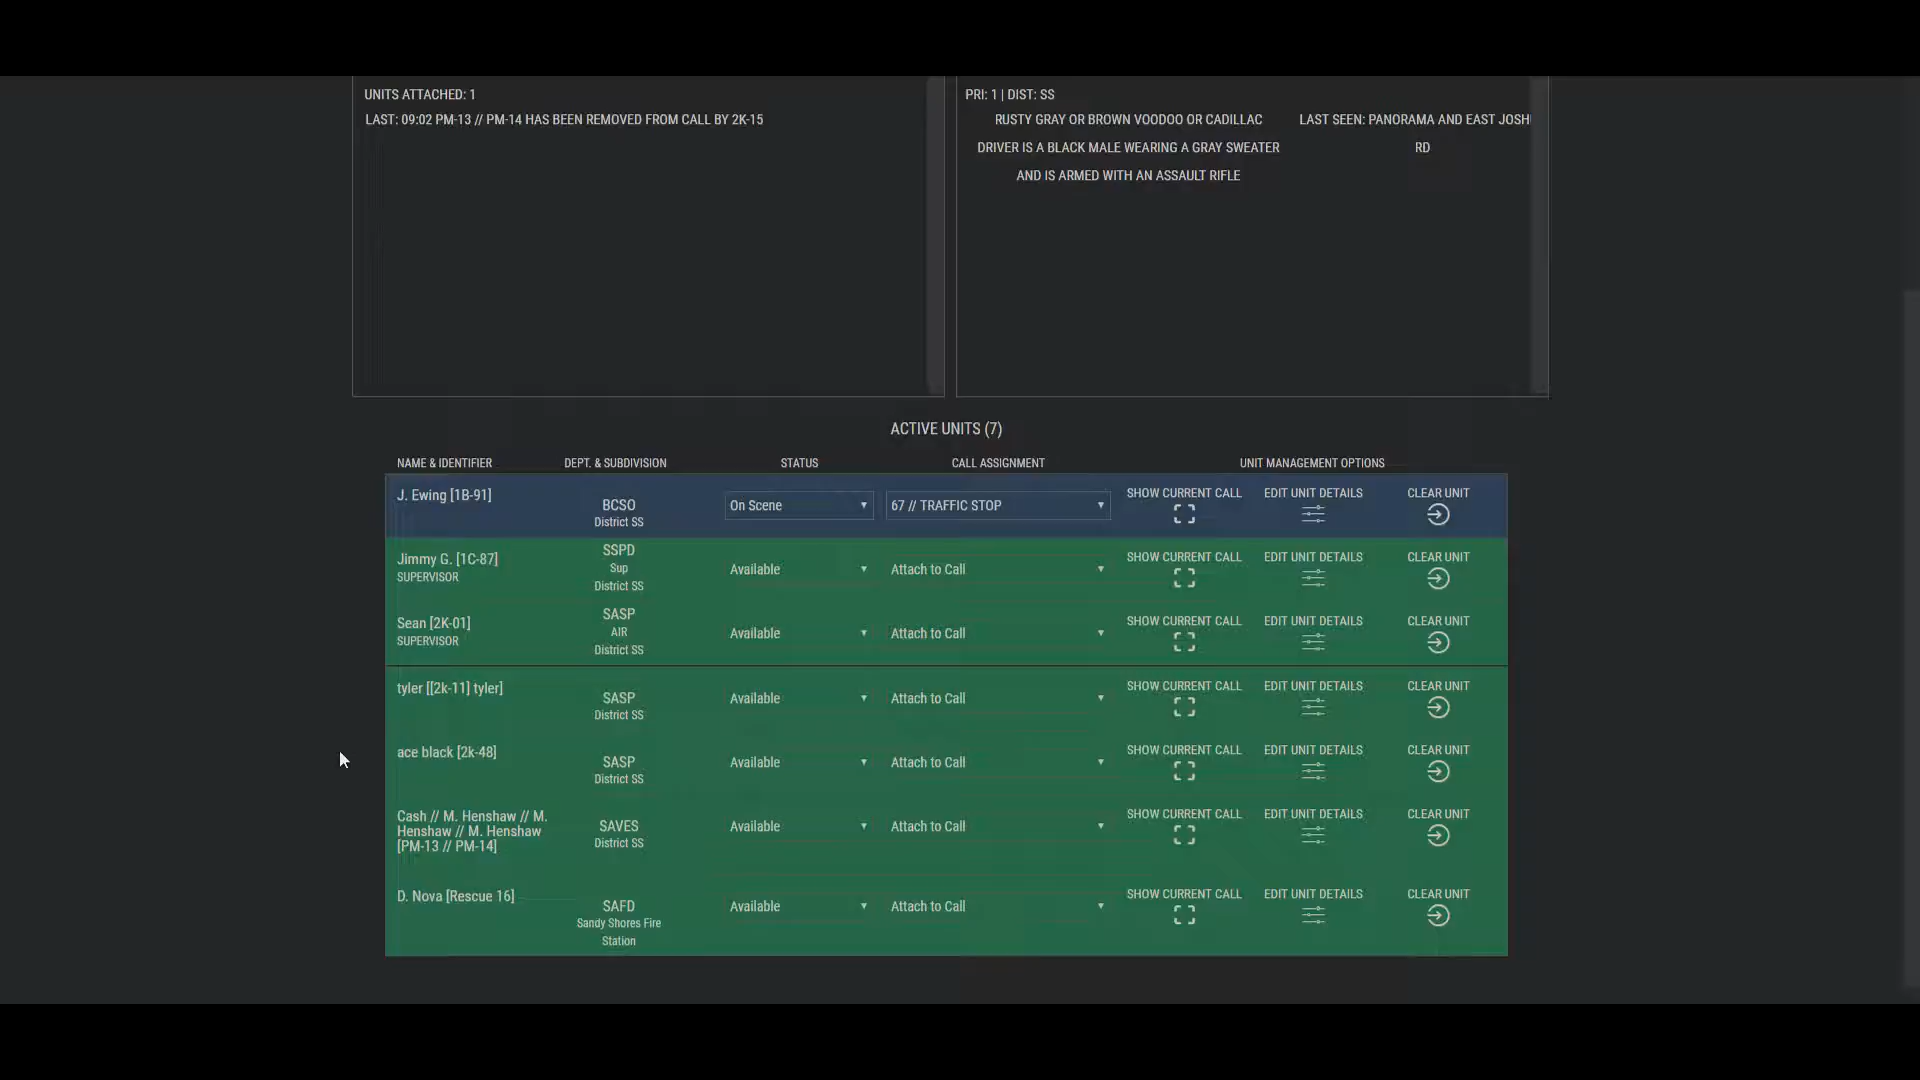 UNITS ATTACHED: 1
LAST: 09:02 PM-13 // PM-14 HAS BEEN REMOVED FROM CALL BY 2K-15
PRI: 1 | DIST: SS
RUSTY GRAY OR BROWN VOODOO OR CADILLAC
DRIVER IS A BLACK MALE WEARING A GRAY SWEATER
AND IS ARMED WITH AN ASSAULT RIFLE
LAST SEEN: PANORAMA AND EAST JOSH
RD
ACTIVE UNITS (7)
NAME & IDENTIFIER DEPT. & SUBDIVISION STATUS CALL ASSIGNMENT UNIT MANAGEMENT OPTIONS
J. Ewing [1B-91]
BCSO
District SS
On Scene
67 // TRAFFIC STOP
SHOW CURRENT CALL EDIT UNIT DETAILS CLEAR UNIT
Jimmy G. [1C-87]
SUPERVISOR
SSPD
Sup
District SS
Available
Attach to Call
SHOW CURRENT CALL EDIT UNIT DETAILS CLEAR UNIT
Sean [2K-01]
SUPERVISOR
SASP
AIR
District SS
Available
Attach to Call
SHOW CURRENT CALL EDIT UNIT DETAILS CLEAR UNIT
tyler [[2k-11] tyler]
SASP
District SS
Available
Attach to Call
SHOW CURRENT CALL EDIT UNIT DETAILS CLEAR UNIT
ace black [2k-48]
SASP
District SS
Available
Attach to Call
SHOW CURRENT CALL EDIT UNIT DETAILS CLEAR UNIT
Cash // M. Henshaw // M.
Henshaw // M. Henshaw
[PM-13 // PM-14]
SAVES
District SS
Available
Attach to Call
SHOW CURRENT CALL EDIT UNIT DETAILS CLEAR UNIT
D. Nova [Rescue 16]
SAFD
Sandy Shores Fire
Station
Available
Attach to Call
SHOW CURRENT CALL EDIT UNIT DETAILS CLEAR UNIT